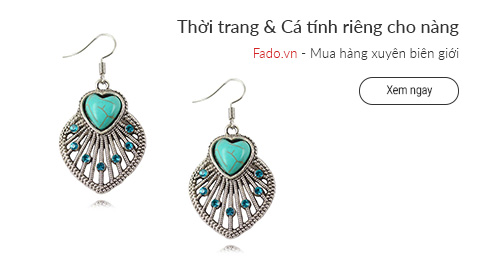 Thời trang & Cá tính riêng cho nàng
Fado.vn - Mua hàng xuyên biên giới
Xem ngay